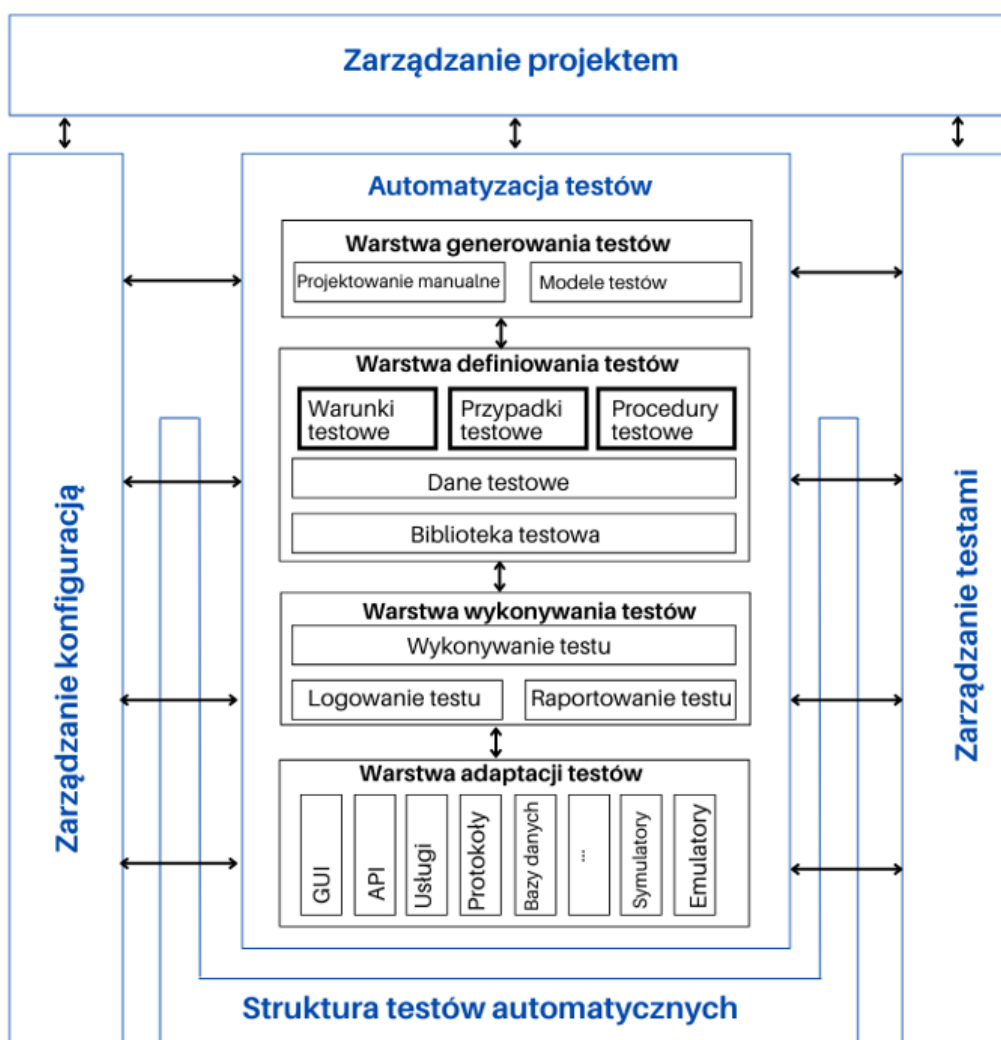 Zarządzanie projektem
Automatyzacja testów
Warstwa generowania testów
Projektowanie manualne
Modele testów
Warstwa definiowania testów
Warunki
testowe
Przypadki
testowe
Procedury
testowe
Dane testowe
Biblioteka testowa
Warstwa wykonywania testów
Wykonywanie testu
Logowanie testu
Raportowanie testu
Warstwa adaptacji testów
GUI
API
Usługi
Protokoły
Bazy danych
...
Symulatory
Emulatory
Zarządzanie konfiguracją
Zarządzanie testami
Struktura testów automatycznych